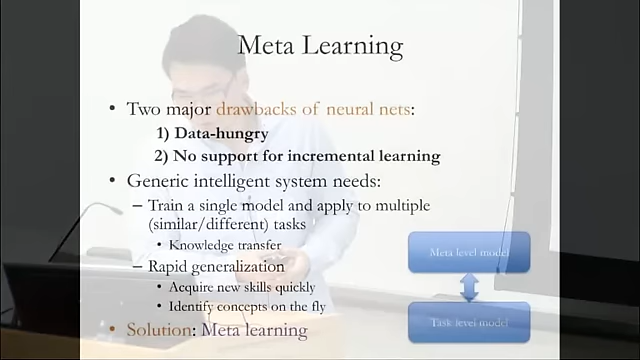 Meta Learning
• Two major drawbacks of neural nets:
1) Data-hungry
2) No support for incremental learning
• Generic intelligent system needs:
– Train a single model and apply to multiple
(similar/different) tasks
• Knowledge transfer
– Rapid generalization
• Acquire new skills quickly
• Identify concepts on the fly
• Solution: Meta learning
Meta level model
Task level model